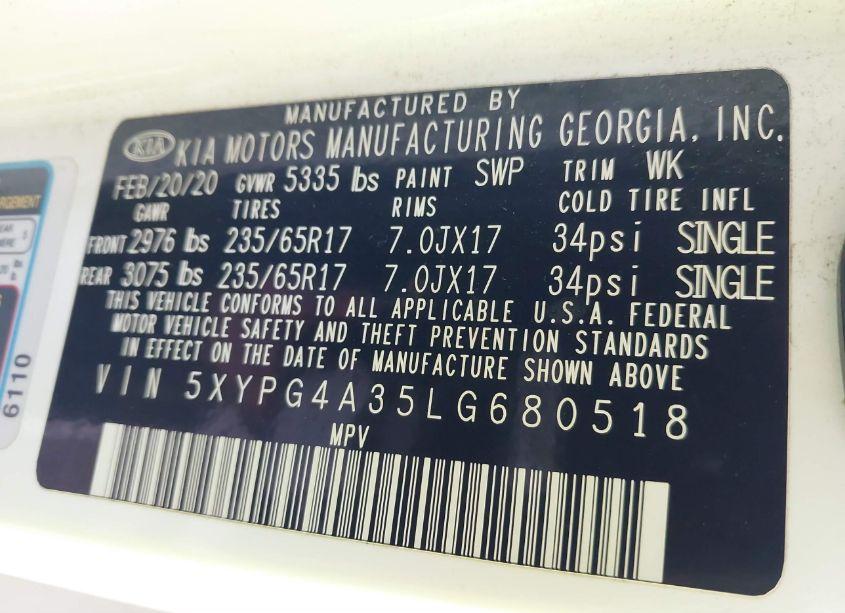 MANUFACTURED BY
KIA KIA MOTORS MANUFACTURING GEORGIA, INC.
FEB/20/20 GVWR 5335 lbs PAINT SWP TRIM WK
GAWR TIRES RIMS COLD TIRE INFL
FRONT 2976 lbs 235/65R17 7.0JX17 34psi SINGLE
REAR 3075 lbs 235/65R17 7.0JX17 34psi SINGLE
THIS VEHICLE CONFORMS TO ALL APPLICABLE U.S.A. FEDERAL
MOTOR VEHICLE SAFETY AND THEFT PREVENTION STANDARDS
IN EFFECT ON THE DATE OF MANUFACTURE SHOWN ABOVE
VIN 5XYPG4A35LG680518
MPV
6110